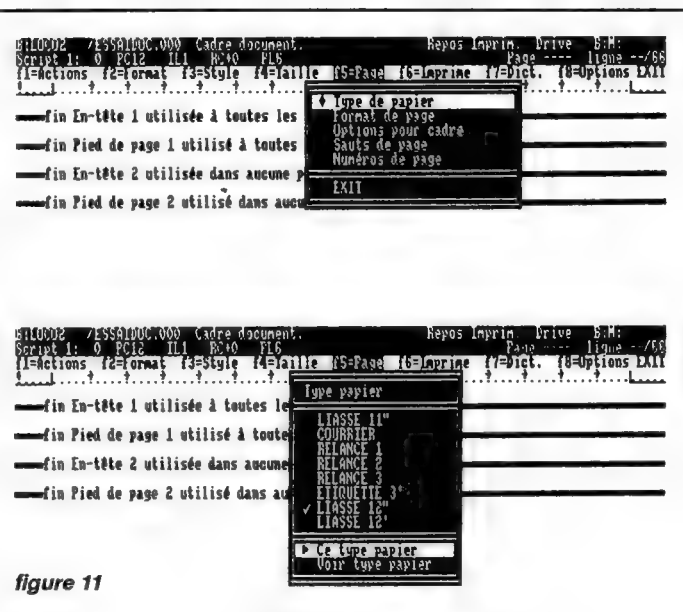 B:LOCO2 /ESSAIDOC.000 Cadre document. Repos Imprim. Drive B:M:
Script 1: 0 PC12 IL1 RC+0 FL6 Page ---- ligne --/66
f1=Actions f2=Format f3=Style f4=Taille f5=Page f6=Imprime f7=Dict. f8=Options EXIT
Type de papier
Format de page
Options pour cadre
Sauts de page
Numéros de page
EXIT
fin En-tête 1 utilisée à toutes les
fin Pied de page 1 utilisé à toutes
fin En-tête 2 utilisée dans aucune p
fin Pied de page 2 utilisé dans aucu
B:LOCO2 /ESSAIDOC.000 Cadre document. Repos Imprim. Drive B:M:
Script 1: 0 PC12 IL1 RC+0 FL6 Page ---- ligne --/66
f1=Actions f2=Format f3=Style f4=Taille f5=Page f6=Imprime f7=Dict. f8=Options EXIT
Type papier
LIASSE 11"
COURRIER
RELANCE 1
RELANCE 2
RELANCE 3
ETIQUETTE 3"
✓ LIASSE 12"
LIASSE 12'
Ce type papier
Voir type papier
fin En-tête 1 utilisée à toutes le
fin Pied de page 1 utilisé à toute
fin En-tête 2 utilisée dans aucune
fin Pied de page 2 utilisé dans au
figure 11